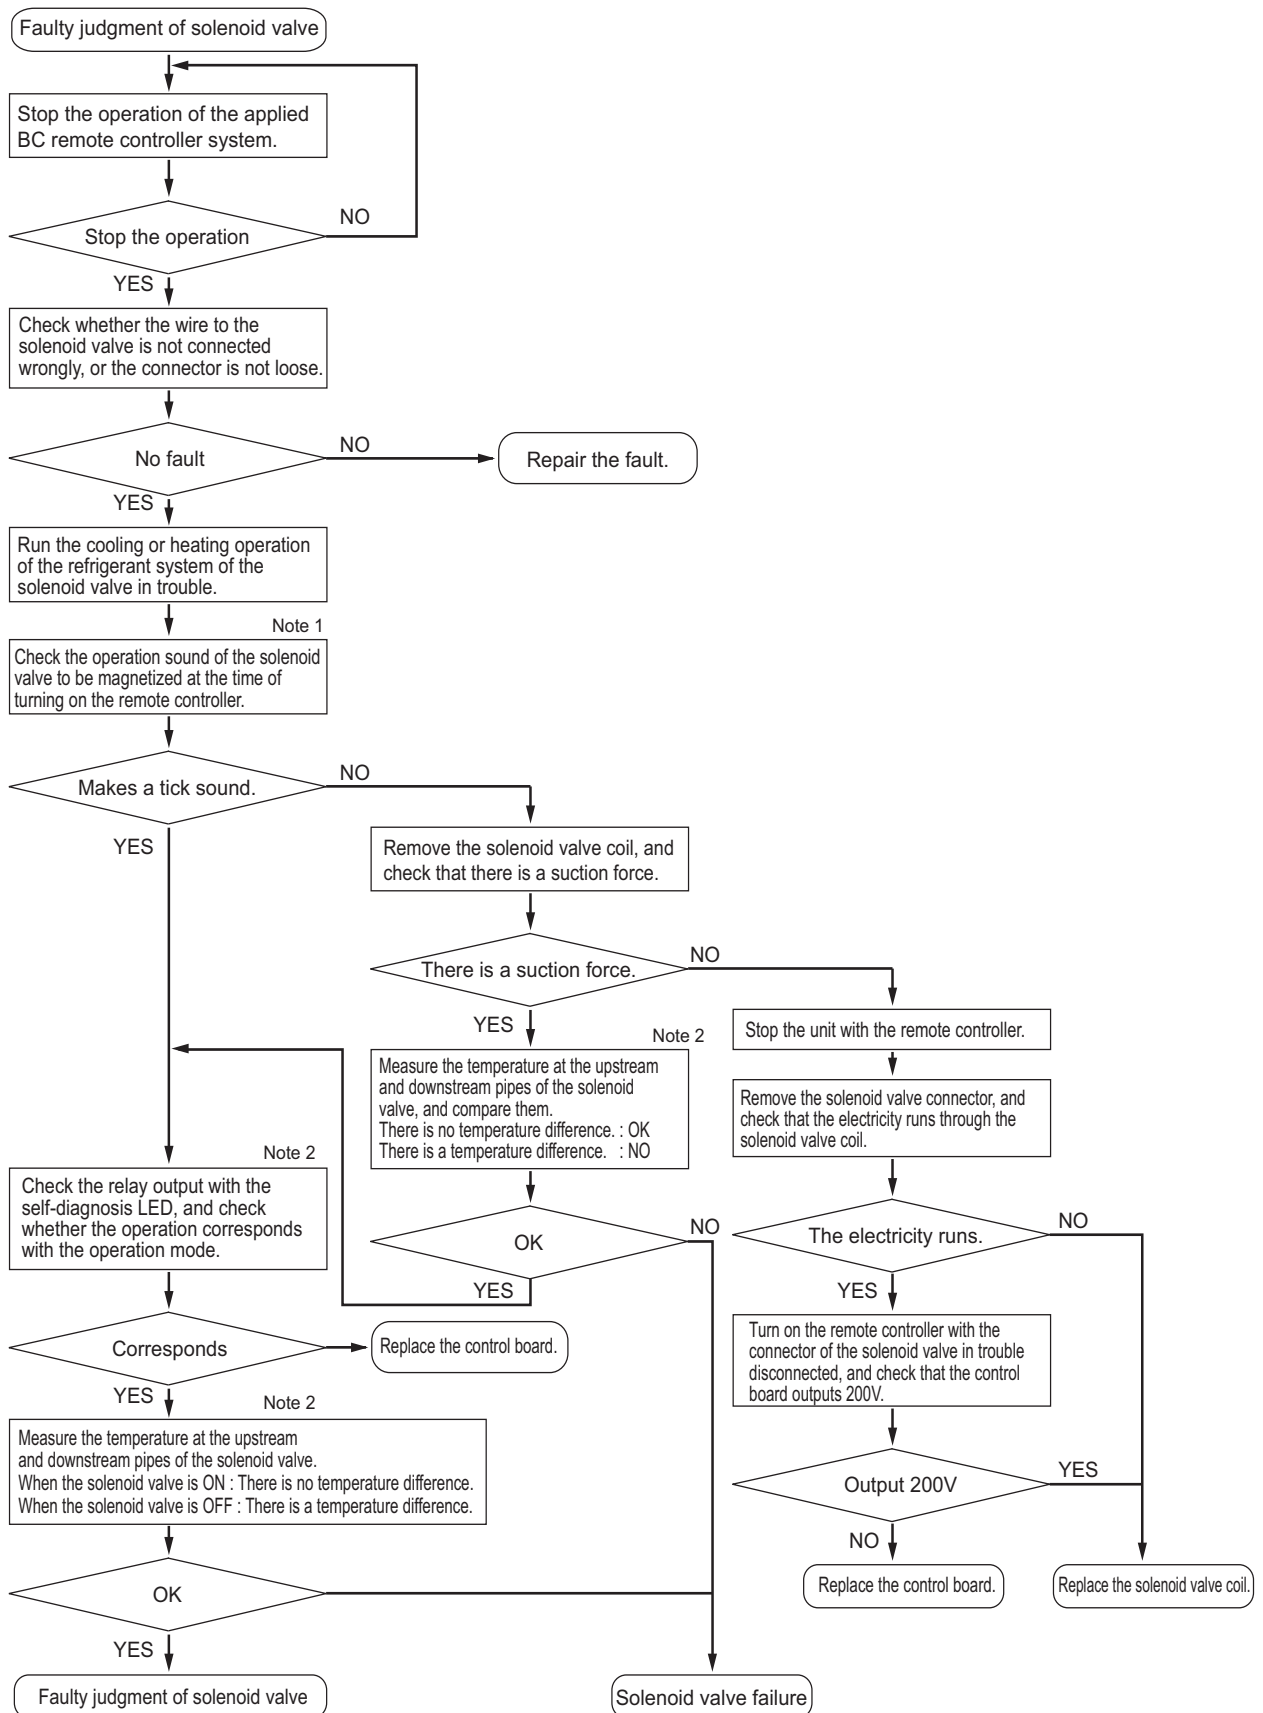 Faulty judgment of solenoid valve
Stop the operation of the applied
BC remote controller system.
NO
Stop the operation
YES
Check whether the wire to the
solenoid valve is not connected
wrongly, or the connector is not loose.
NO
No fault
Repair the fault.
YES
Run the cooling or heating operation
of the refrigerant system of the
solenoid valve in trouble.
Note 1
Check the operation sound of the solenoid
valve to be magnetized at the time of
turning on the remote controller.
NO
Makes a tick sound.
YES
Remove the solenoid valve coil, and
check that there is a suction force.
NO
There is a suction force.
YES
Note 2
Measure the temperature at the upstream
and downstream pipes of the solenoid
valve, and compare them.
There is no temperature difference. : OK
There is a temperature difference. : NO
Stop the unit with the remote controller.
Remove the solenoid valve connector, and
check that the electricity runs through the
solenoid valve coil.
Note 2
Check the relay output with the
self-diagnosis LED, and check
whether the operation corresponds
with the operation mode.
NO
OK
YES
NO
The electricity runs.
YES
Corresponds
Replace the control board.
Turn on the remote controller with the
connector of the solenoid valve in trouble
disconnected, and check that the control
board outputs 200V.
YES
Note 2
Measure the temperature at the upstream
and downstream pipes of the solenoid valve.
When the solenoid valve is ON : There is no temperature difference.
When the solenoid valve is OFF : There is a temperature difference.
YES
Output 200V
NO
Replace the control board.
Replace the solenoid valve coil.
OK
YES
Faulty judgment of solenoid valve
Solenoid valve failure